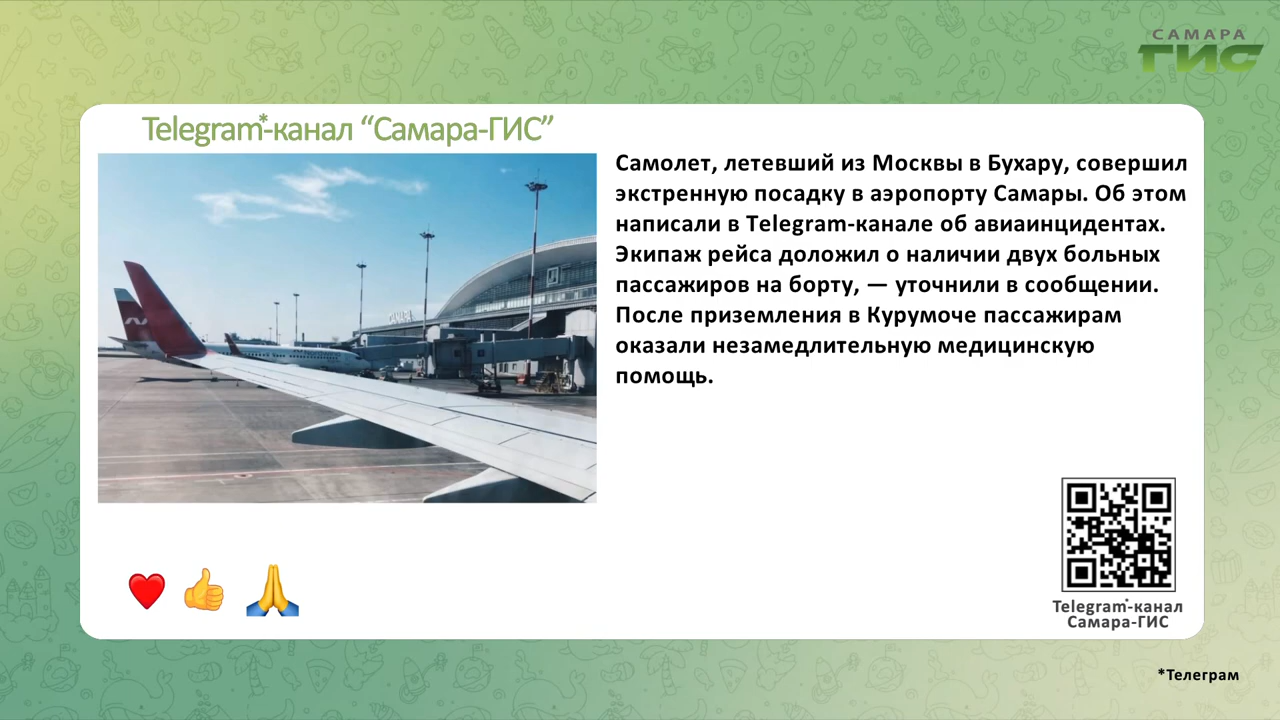 САМАРА
ГИС
Telegram*-канал “Самара-ГИС”
Самолет, летевший из Москвы в Бухару, совершил
экстренную посадку в аэропорту Самары. Об этом
написали в Telegram-канале об авиаинцидентах.
Экипаж рейса доложил о наличии двух больных
пассажиров на борту, — уточнили в сообщении.
После приземления в Курумоче пассажирам
оказали незамедлительную медицинскую
помощь.
САМАРА
Telegram*-канал
Самара-ГИС
*Телеграм